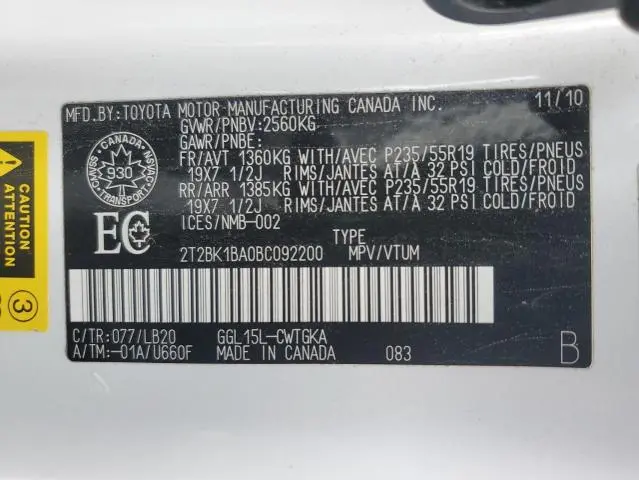 MFD.BY:TOYOTA MOTOR MANUFACTURING CANADA INC. 11/10
GVWR/PNBV:2560KG
GAWR/PNBE:
FR/AVT 1360KG WITH/AVEC P235/55R19 TIRES/PNEUS
19X7 1/2J RIMS/JANTES AT/À 32 PSI COLD/FROID
RR/ARR 1385KG WITH/AVEC P235/55R19 TIRES/PNEUS
19X7 1/2J RIMS/JANTES AT/À 32 PSI COLD/FROID
ICES/NMB-002
CANADA
930
TRANSPORT
EC
TYPE
2T2BK1BA0BC092200 MPV/VTUM
C/TR:077/LB20 GGL15L-CWTGKA
A/TM:-01A/U660F MADE IN CANADA 083 B
3